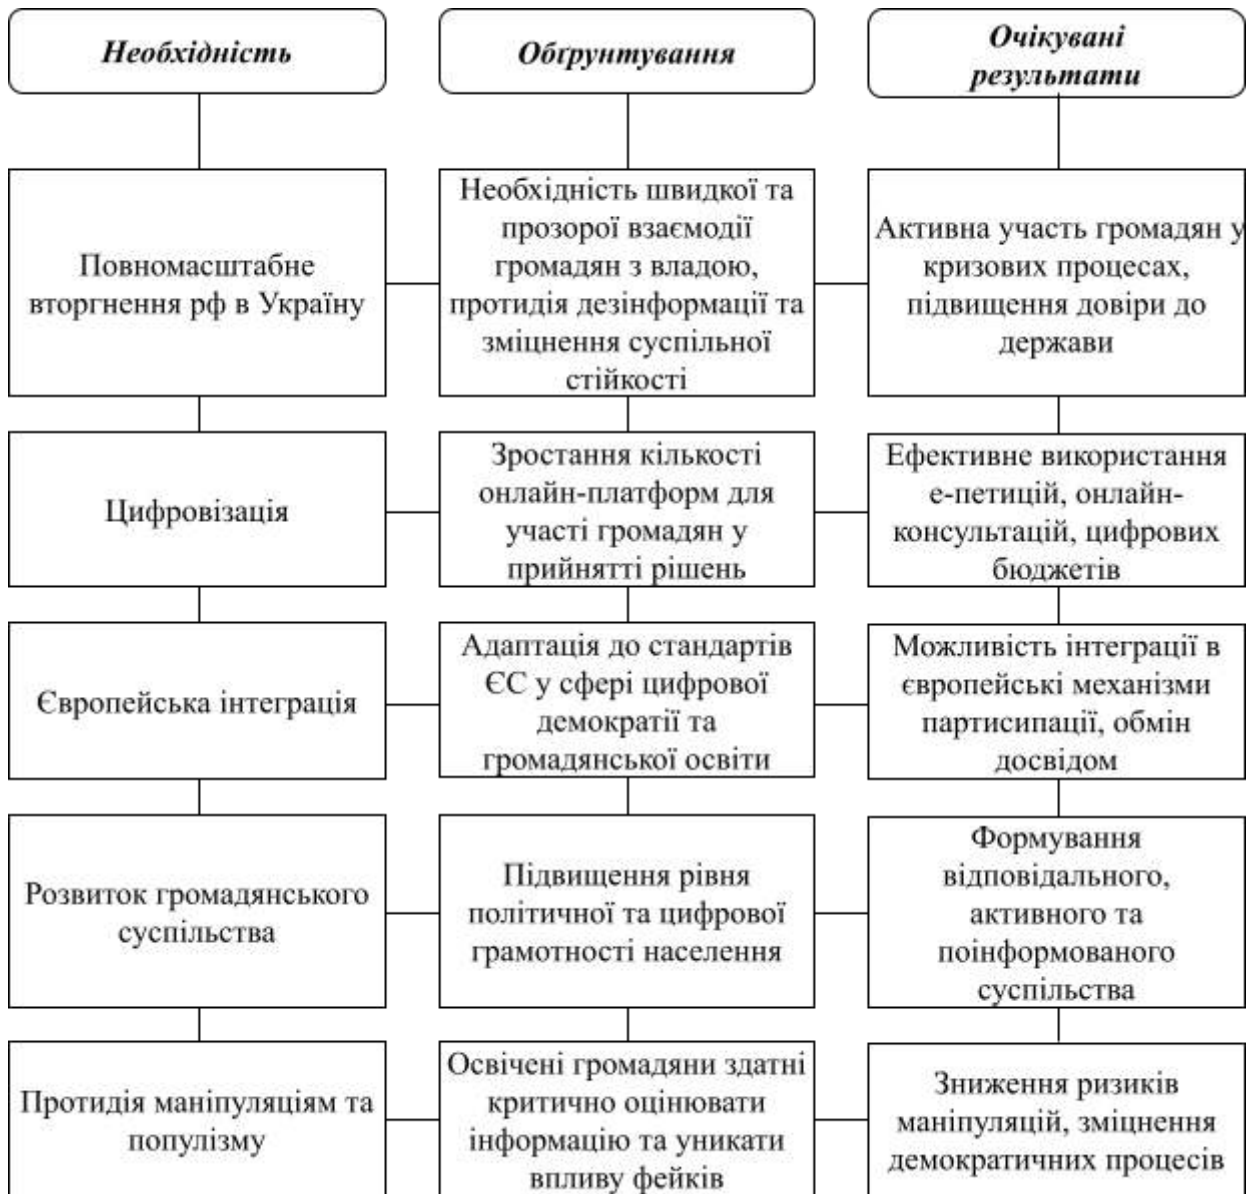 Необхідність
Обґрунтування
Очікувані
результати
Повномасштабне
вторгнення рф в Україну
Необхідність швидкої та
прозорої взаємодії
громадян з владою,
протидія дезінформації та
зміцнення суспільної
стійкості
Активна участь громадян у
кризових процесах,
підвищення довіри до
держави
Цифровізація
Зростання кількості
онлайн-платформ для
участі громадян у
прийнятті рішень
Ефективне використання
е-петицій, онлайн-
консультацій, цифрових
бюджетів
Європейська інтеграція
Адаптація до стандартів
ЄС у сфері цифрової
демократії та
громадянської освіти
Можливість інтеграції в
європейські механізми
партисипації, обмін
досвідом
Розвиток громадянського
суспільства
Підвищення рівня
політичної та цифрової
грамотності населення
Формування
відповідального,
активного та
поінформованого
суспільства
Протидія маніпуляціям та
популізму
Освічені громадяни здатні
критично оцінювати
інформацію та уникати
впливу фейків
Зниження ризиків
маніпуляцій, зміцнення
демократичних процесів